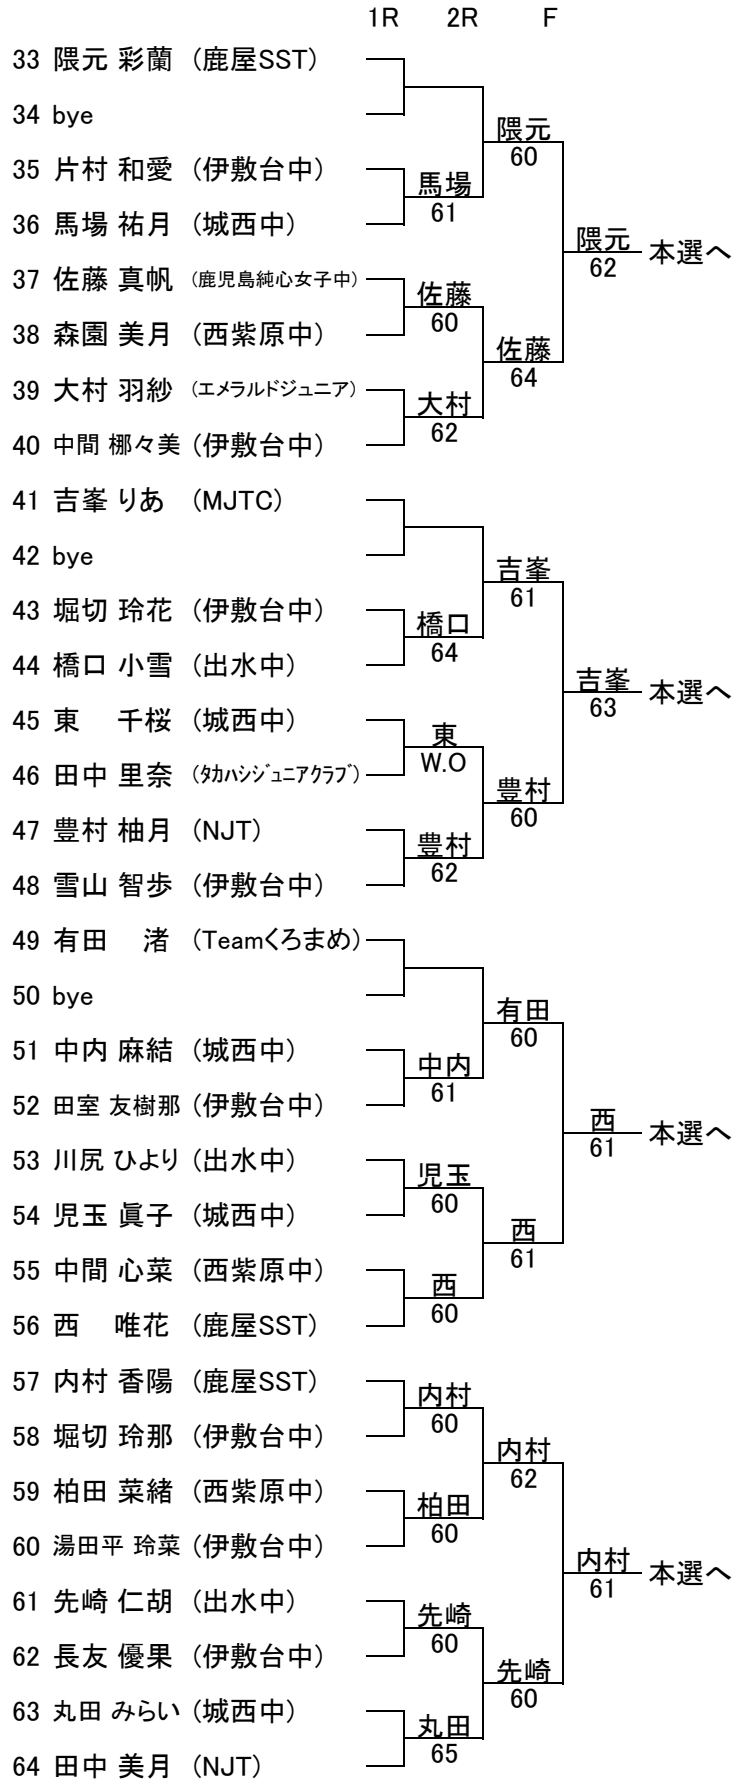 1R 2R F
33 隈元 彩蘭 (鹿屋SST)
34 bye
隈元
60
35 片村 和愛 (伊敷台中)
馬場
61
36 馬場 祐月 (城西中)
隈元
62
本選へ
37 佐藤 真帆 (鹿児島純心女子中)
佐藤
60
38 森園 美月 (西紫原中)
佐藤
64
39 大村 羽紗 (エメラルドジュニア)
大村
62
40 中間 梛々美 (伊敷台中)
41 吉峯 りあ (MJTC)
42 bye
吉峯
61
43 堀切 玲花 (伊敷台中)
橋口
64
44 橋口 小雪 (出水中)
吉峯
63
本選へ
45 東 千桜 (城西中)
東
W.O
46 田中 里奈 (タカハシジュニアクラブ)
豊村
60
47 豊村 柚月 (NJT)
豊村
62
48 雪山 智歩 (伊敷台中)
49 有田 渚 (Teamくろまめ)
50 bye
有田
60
51 中内 麻結 (城西中)
中内
61
52 田室 友樹那 (伊敷台中)
西
61
本選へ
53 川尻 ひより (出水中)
児玉
60
54 児玉 眞子 (城西中)
西
61
55 中間 心菜 (西紫原中)
西
60
56 西 唯花 (鹿屋SST)
57 内村 香陽 (鹿屋SST)
内村
60
58 堀切 玲那 (伊敷台中)
内村
62
59 柏田 菜緒 (西紫原中)
柏田
60
60 湯田平 玲菜 (伊敷台中)
内村
61
本選へ
61 先崎 仁胡 (出水中)
先崎
60
62 長友 優果 (伊敷台中)
先崎
60
63 丸田 みらい (城西中)
丸田
65
64 田中 美月 (NJT)